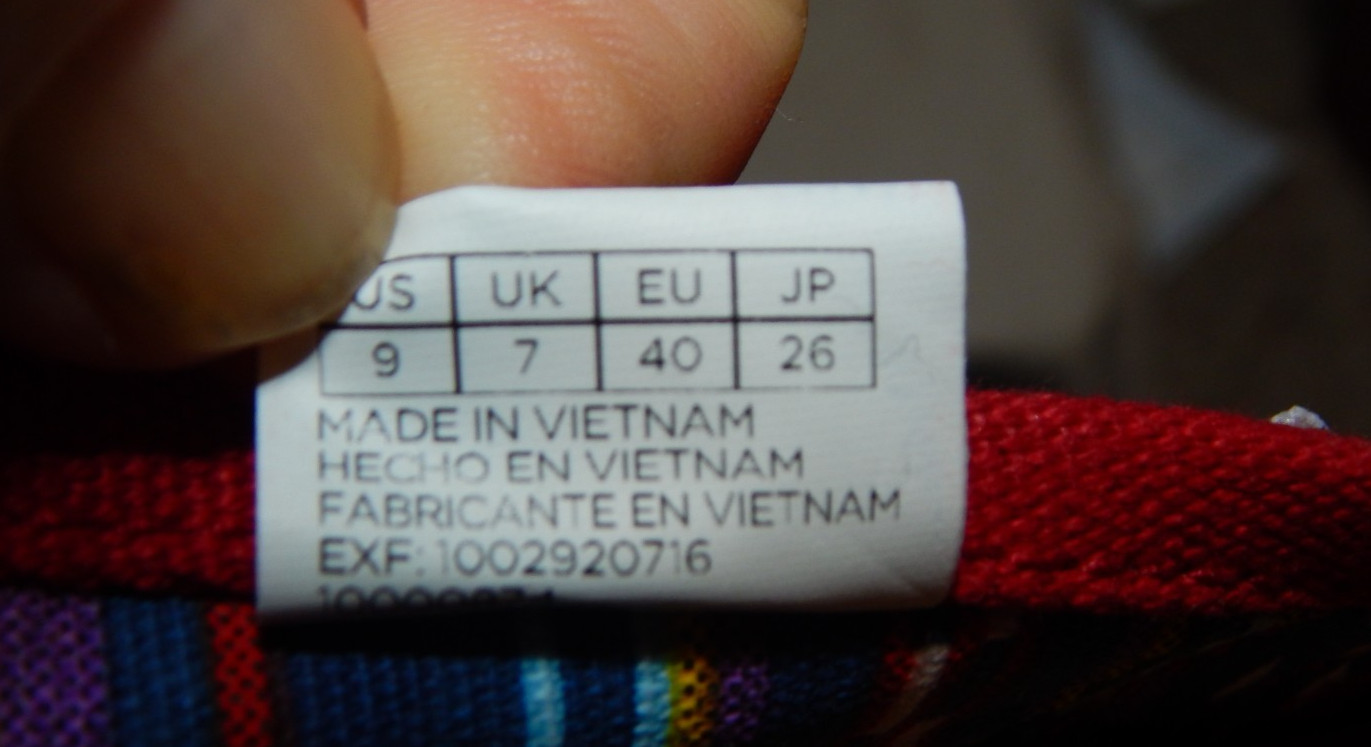 US UK EU JP
9 7 40 26
MADE IN VIETNAM
HECHO EN VIETNAM
FABRICANTE EN VIETNAM
EXF: 1002920716